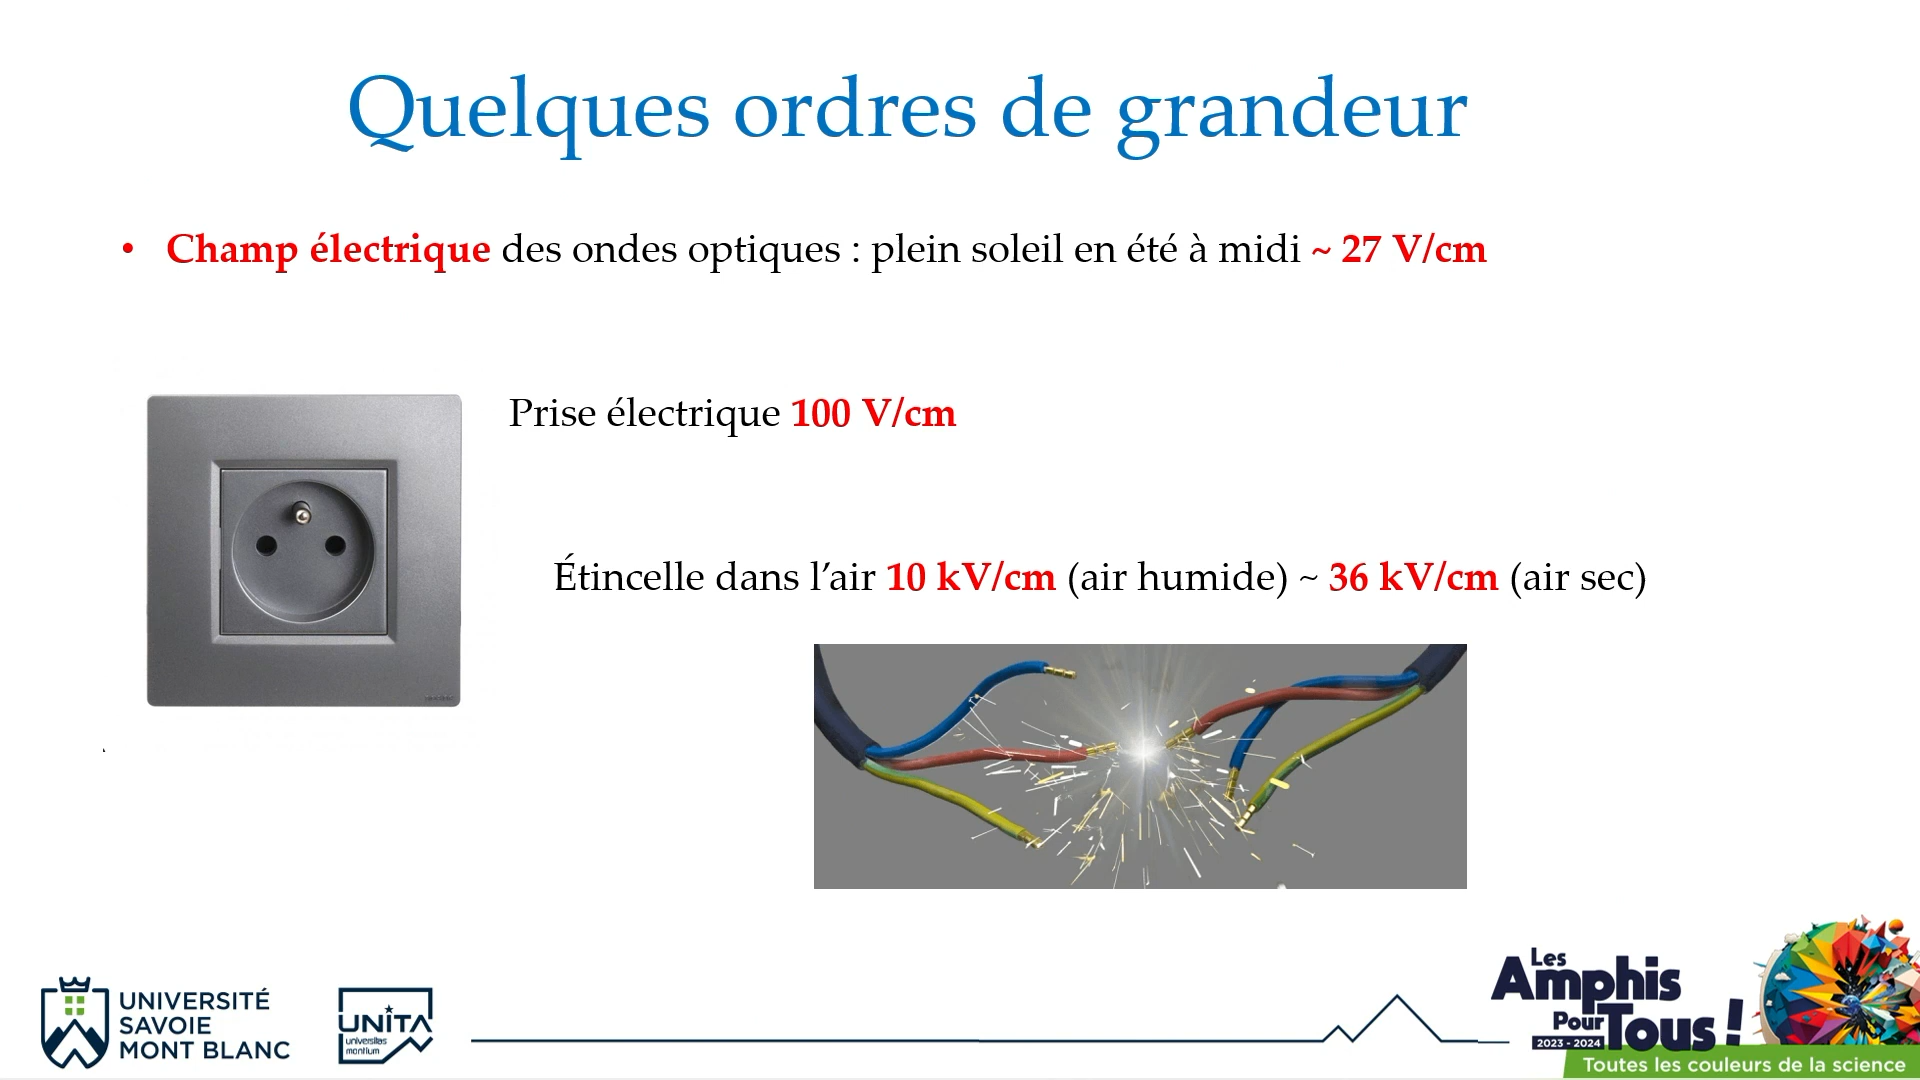 Quelques ordres de grandeur
• Champ électrique des ondes optiques : plein soleil en été à midi ~ 27 V/cm
Prise électrique 100 V/cm
Étincelle dans l’air 10 kV/cm (air humide) ~ 36 kV/cm (air sec)
UNIVERSITÉ
SAVOIE
MONT BLANC
UNITA
universitas
montium
Les
Amphis
Pour
Tous !
2023 - 2024
Toutes les couleurs de la science